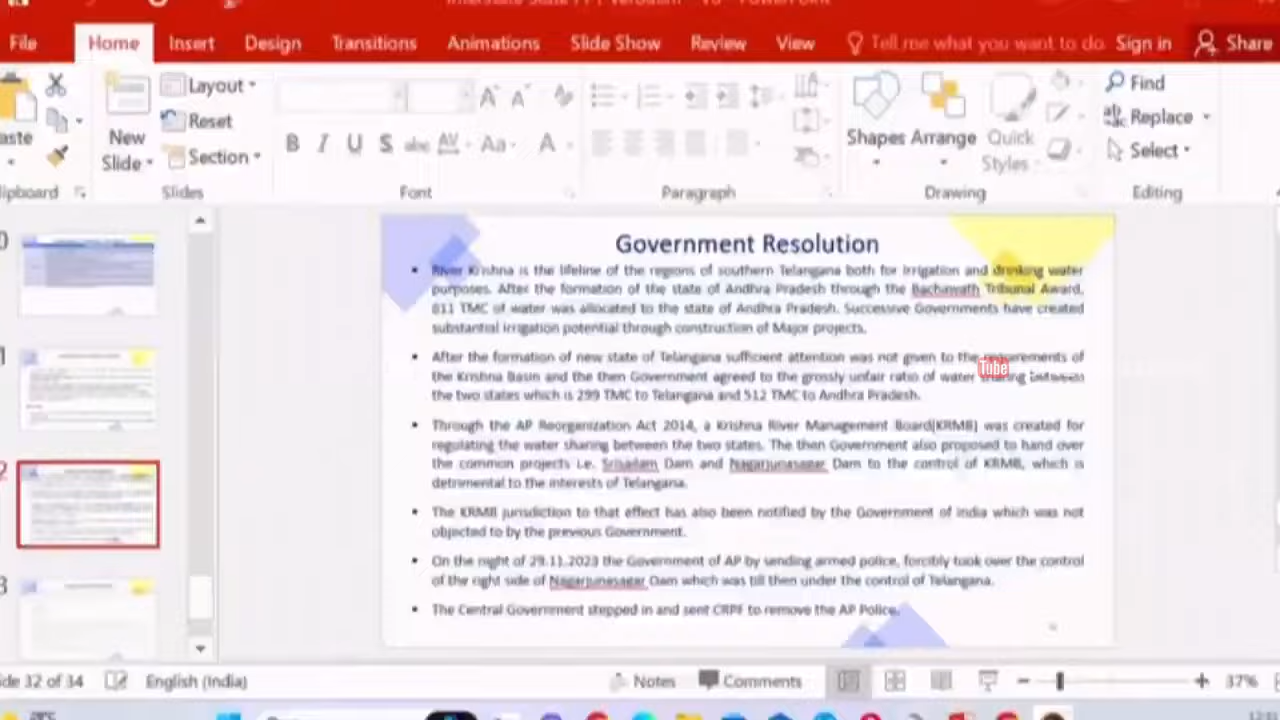 File Home Insert Design Transitions Animations Slide Show Review View Tell me what you want to do. Sign in Share
Layout
Reset
Section
New
Slide
Slides
B I U S abc AV Aa A
Font
Paragraph
Shapes Arrange Quick
Styles
Drawing
Find
Replace
Select
Editing
Government Resolution
• River Krishna is the lifeline of the regions of southern Telangana both for irrigation and drinking water
purposes. After the formation of the state of Andhra Pradesh through the Bachawath Tribunal Award,
811 TMC of water was allocated to the state of Andhra Pradesh. Successive Governments have created
substantial irrigation potential through construction of Major projects.
• After the formation of new state of Telangana sufficient attention was not given to the requirements of
the Krishna Basin and the then Government agreed to the grossly unfair ratio of water sharing between
the two states which is 299 TMC to Telangana and 512 TMC to Andhra Pradesh.
• Through the AP Reorganization Act 2014, a Krishna River Management Board(KRMB) was created for
regulating the water sharing between the two states. The then Government also proposed to hand over
the common projects i.e. Srisailam Dam and Nagarjunasagar Dam to the control of KRMB, which is
detrimental to the interests of Telangana.
• The KRMB jurisdiction to that effect has also been notified by the Government of India which was not
objected to by the previous Government.
• On the night of 29.11.2023 the Government of AP by sending armed police, forcibly took over the control
of the right side of Nagarjunasagar Dam which was till then under the control of Telangana.
• The Central Government stepped in and sent CRPF to remove the AP Police.
Tube
32 of 34 English (India) Notes Comments 37%